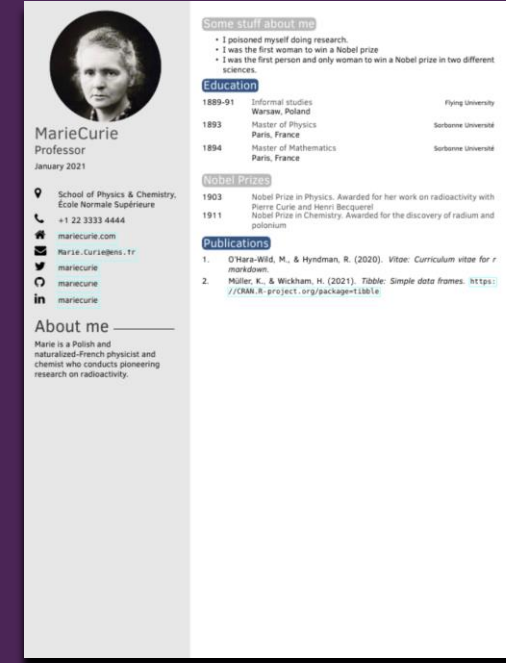 MarieCurie
Professor
January 2021
School of Physics & Chemistry,
École Normale Supérieure
+1 22 3333 4444
mariecurie.com
Marie.Curie@ens.fr
mariecurie
mariecurie
mariecurie
About me
Marie is a Polish and
naturalized-French physicist and
chemist who conducts pioneering
research on radioactivity.
Some stuff about me
• I poisoned myself doing research.
• I was the first woman to win a Nobel prize
• I was the first person and only woman to win a Nobel prize in two different
sciences.
Education
1889-91 Informal studies Flying University
Warsaw, Poland
1893 Master of Physics Sorbonne Université
Paris, France
1894 Master of Mathematics Sorbonne Université
Paris, France
Nobel Prizes
1903 Nobel Prize in Physics. Awarded for her work on radioactivity with
Pierre Curie and Henri Becquerel
1911 Nobel Prize in Chemistry. Awarded for the discovery of radium and
polonium
Publications
1. O'Hara-Wild, M., & Hyndman, R. (2020). Vitae: Curriculum vitae for r
markdown.
2. Müller, K., & Wickham, H. (2021). Tibble: Simple data frames. https:
//CRAN.R-project.org/package=tibble